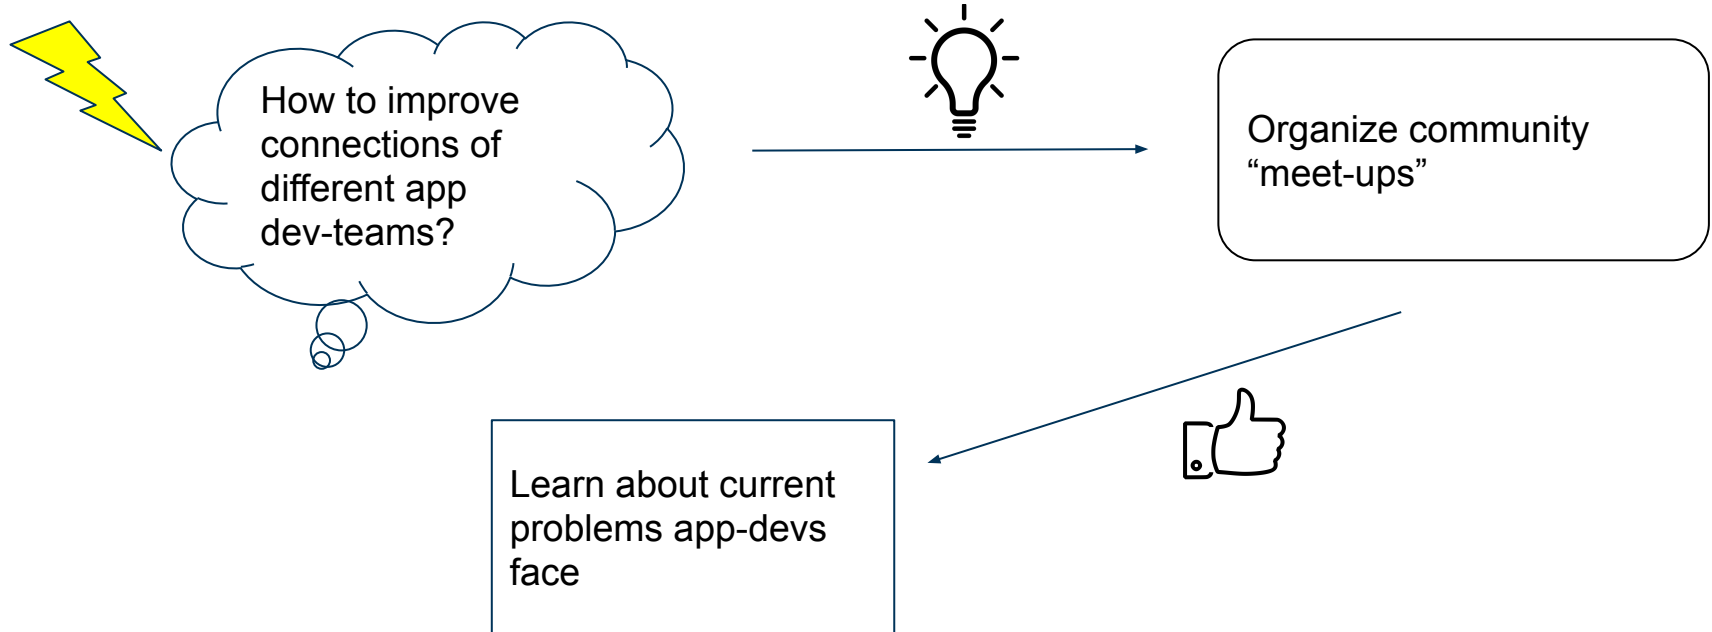 How to improve
connections of
different app
dev-teams?
Organize community
“meet-ups”
Learn about current
problems app-devs
face